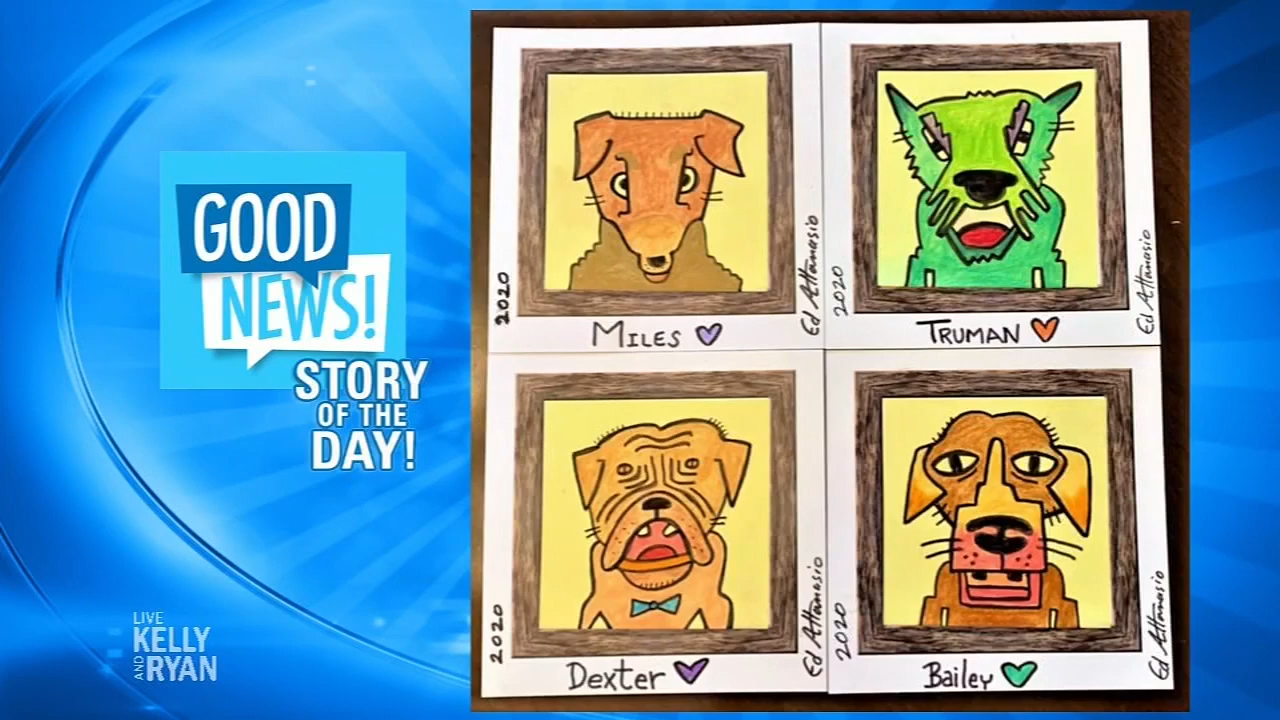 GOOD
NEWS!
STORY
OF THE
DAY!
LIVE
KELLY
AND
RYAN
2020
Ed Attanasio
MILES
2020
Ed Attanasio
TRUMAN
2020
Ed Attanasio
Dexter
2020
Ed Attanasio
Bailey